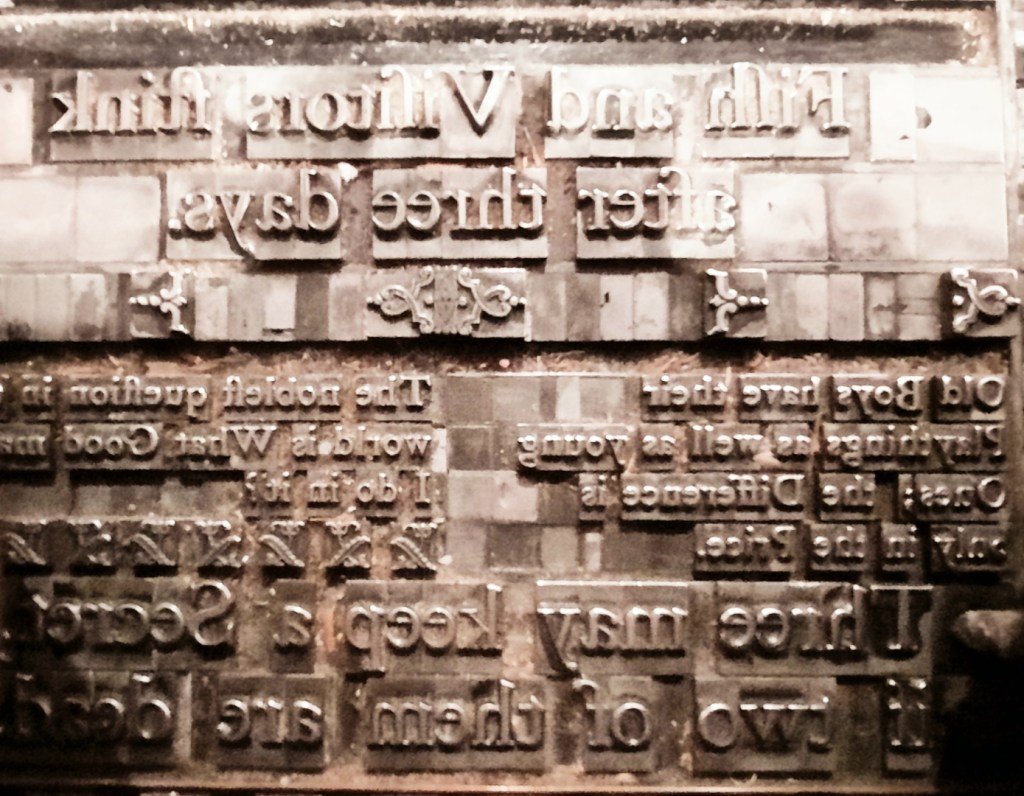 Fiſh and Viſitors ſtink
after three days.
Old Boys have their
Playthings as well as young
Ones; the Difference is
only in the Price.
The nobleſt queſtion in
world is What Good
I do in it?
Three may keep a Secret
if two of them are dead